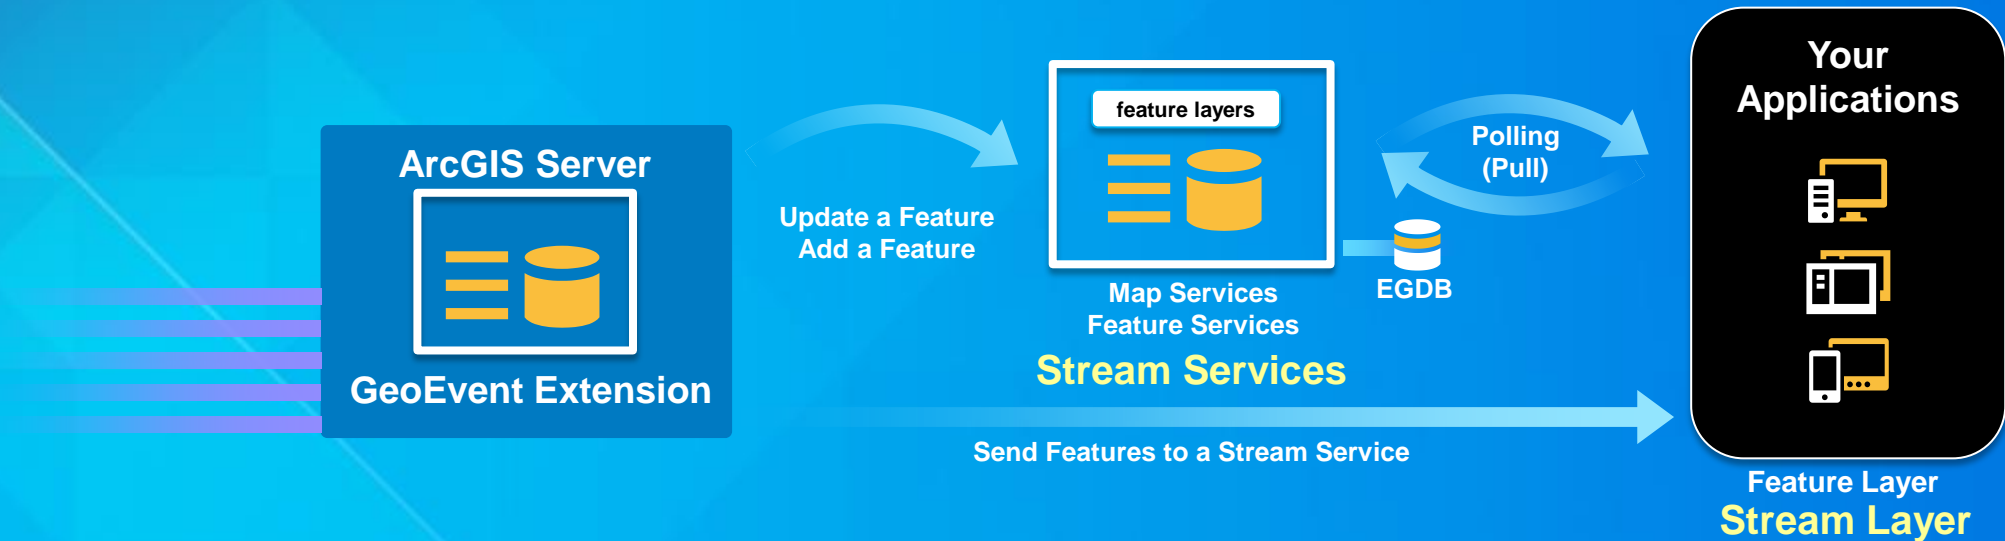 ArcGIS Server
GeoEvent Extension
Update a Feature
Add a Feature
feature layers
Map Services
Feature Services
Stream Services
EGDB
Polling
(Pull)
Send Features to a Stream Service
Your
Applications
Feature Layer
Stream Layer